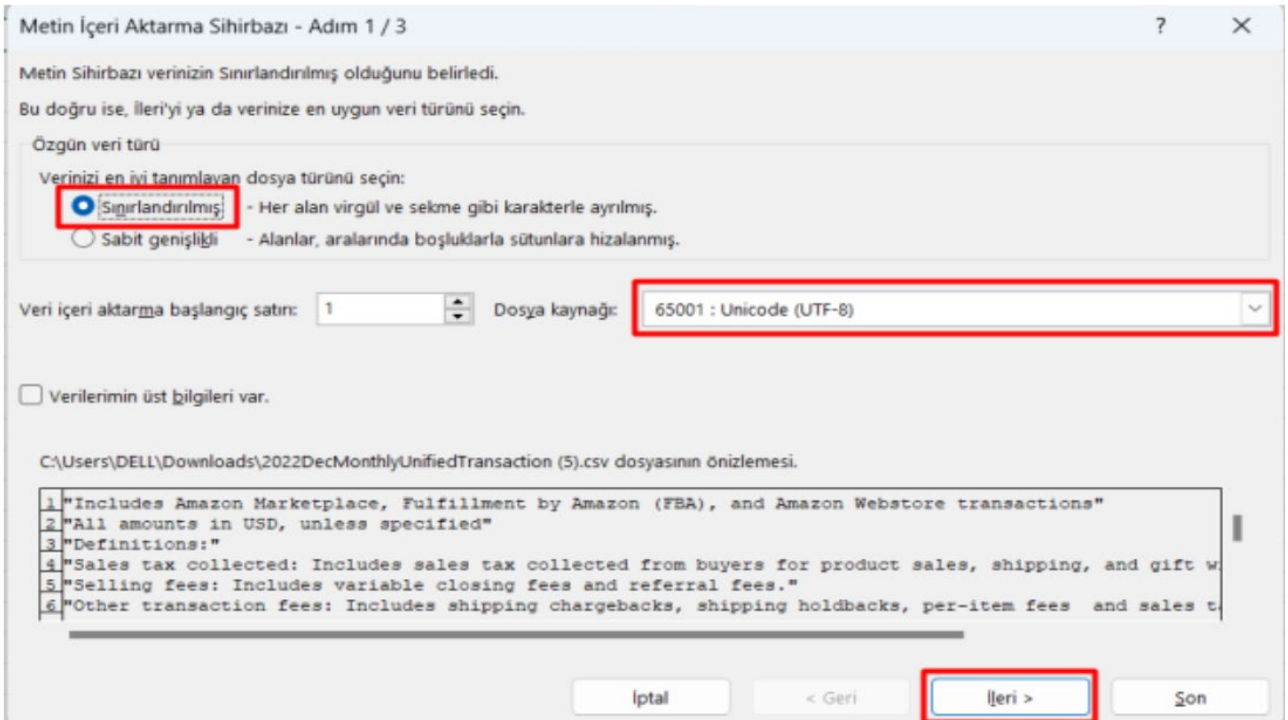 Metin İçeri Aktarma Sihirbazı - Adım 1 / 3 ?
Metin Sihirbazı verinizin Sınırlandırılmış olduğunu belirledi.
Bu doğru ise, İleri'yi ya da verinize en uygun veri türünü seçin.
Özgün veri türü
Verinizi en iyi tanımlayan dosya türünü seçin:
Sınırlandırılmış - Her alan virgül ve sekme gibi karakterle ayrılmış.
Sabit genişlikli - Alanlar, aralarında boşluklarla sütunlara hizalanmış.
Veri içeri aktarma başlangıç satırı: 1 Dosya kaynağı: 65001 : Unicode (UTF-8)
Verilerimin üst bilgileri var.
C:\Users\DELL\Downloads\2022DecMonthlyUnifiedTransaction (5).csv dosyasının önizlemesi.
1 "Includes Amazon Marketplace, Fulfillment by Amazon (FBA), and Amazon Webstore transactions"
2 "All amounts in USD, unless specified"
3 "Definitions:"
4 "Sales tax collected: Includes sales tax collected from buyers for product sales, shipping, and gift w
5 "Selling fees: Includes variable closing fees and referral fees."
6 "Other transaction fees: Includes shipping chargebacks, shipping holdbacks, per-item fees  and sales t
İptal < Geri İleri > Son